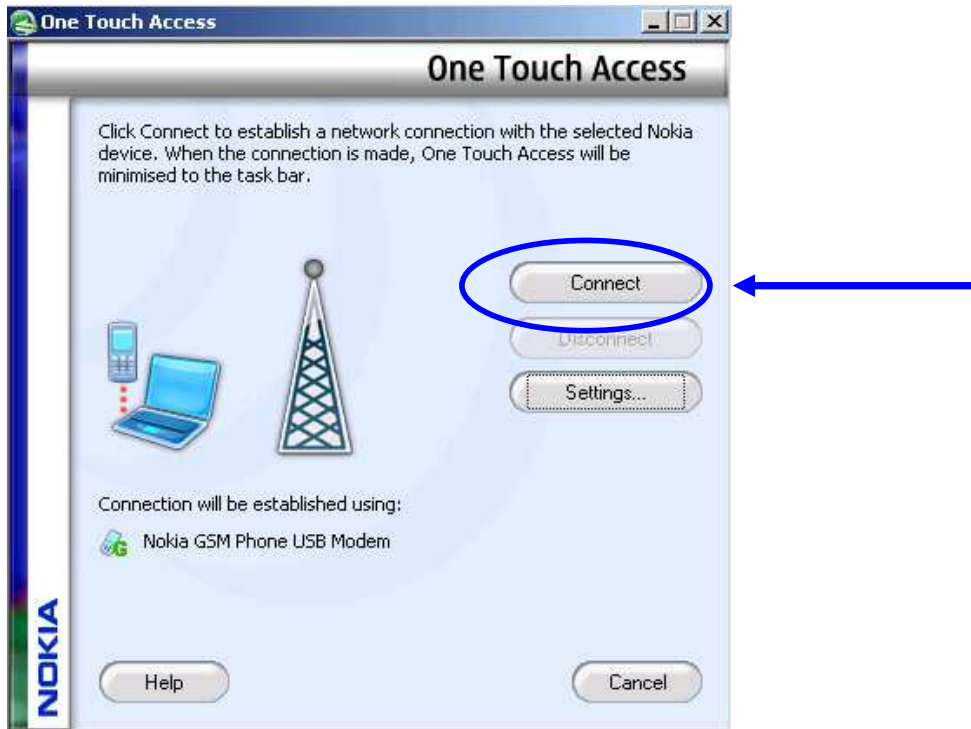 One Touch Access
One Touch Access
Click Connect to establish a network connection with the selected Nokia
device. When the connection is made, One Touch Access will be
minimised to the task bar.
Connect
Disconnect
Settings...
Connection will be established using:
Nokia GSM Phone USB Modem
NOKIA
Help
Cancel